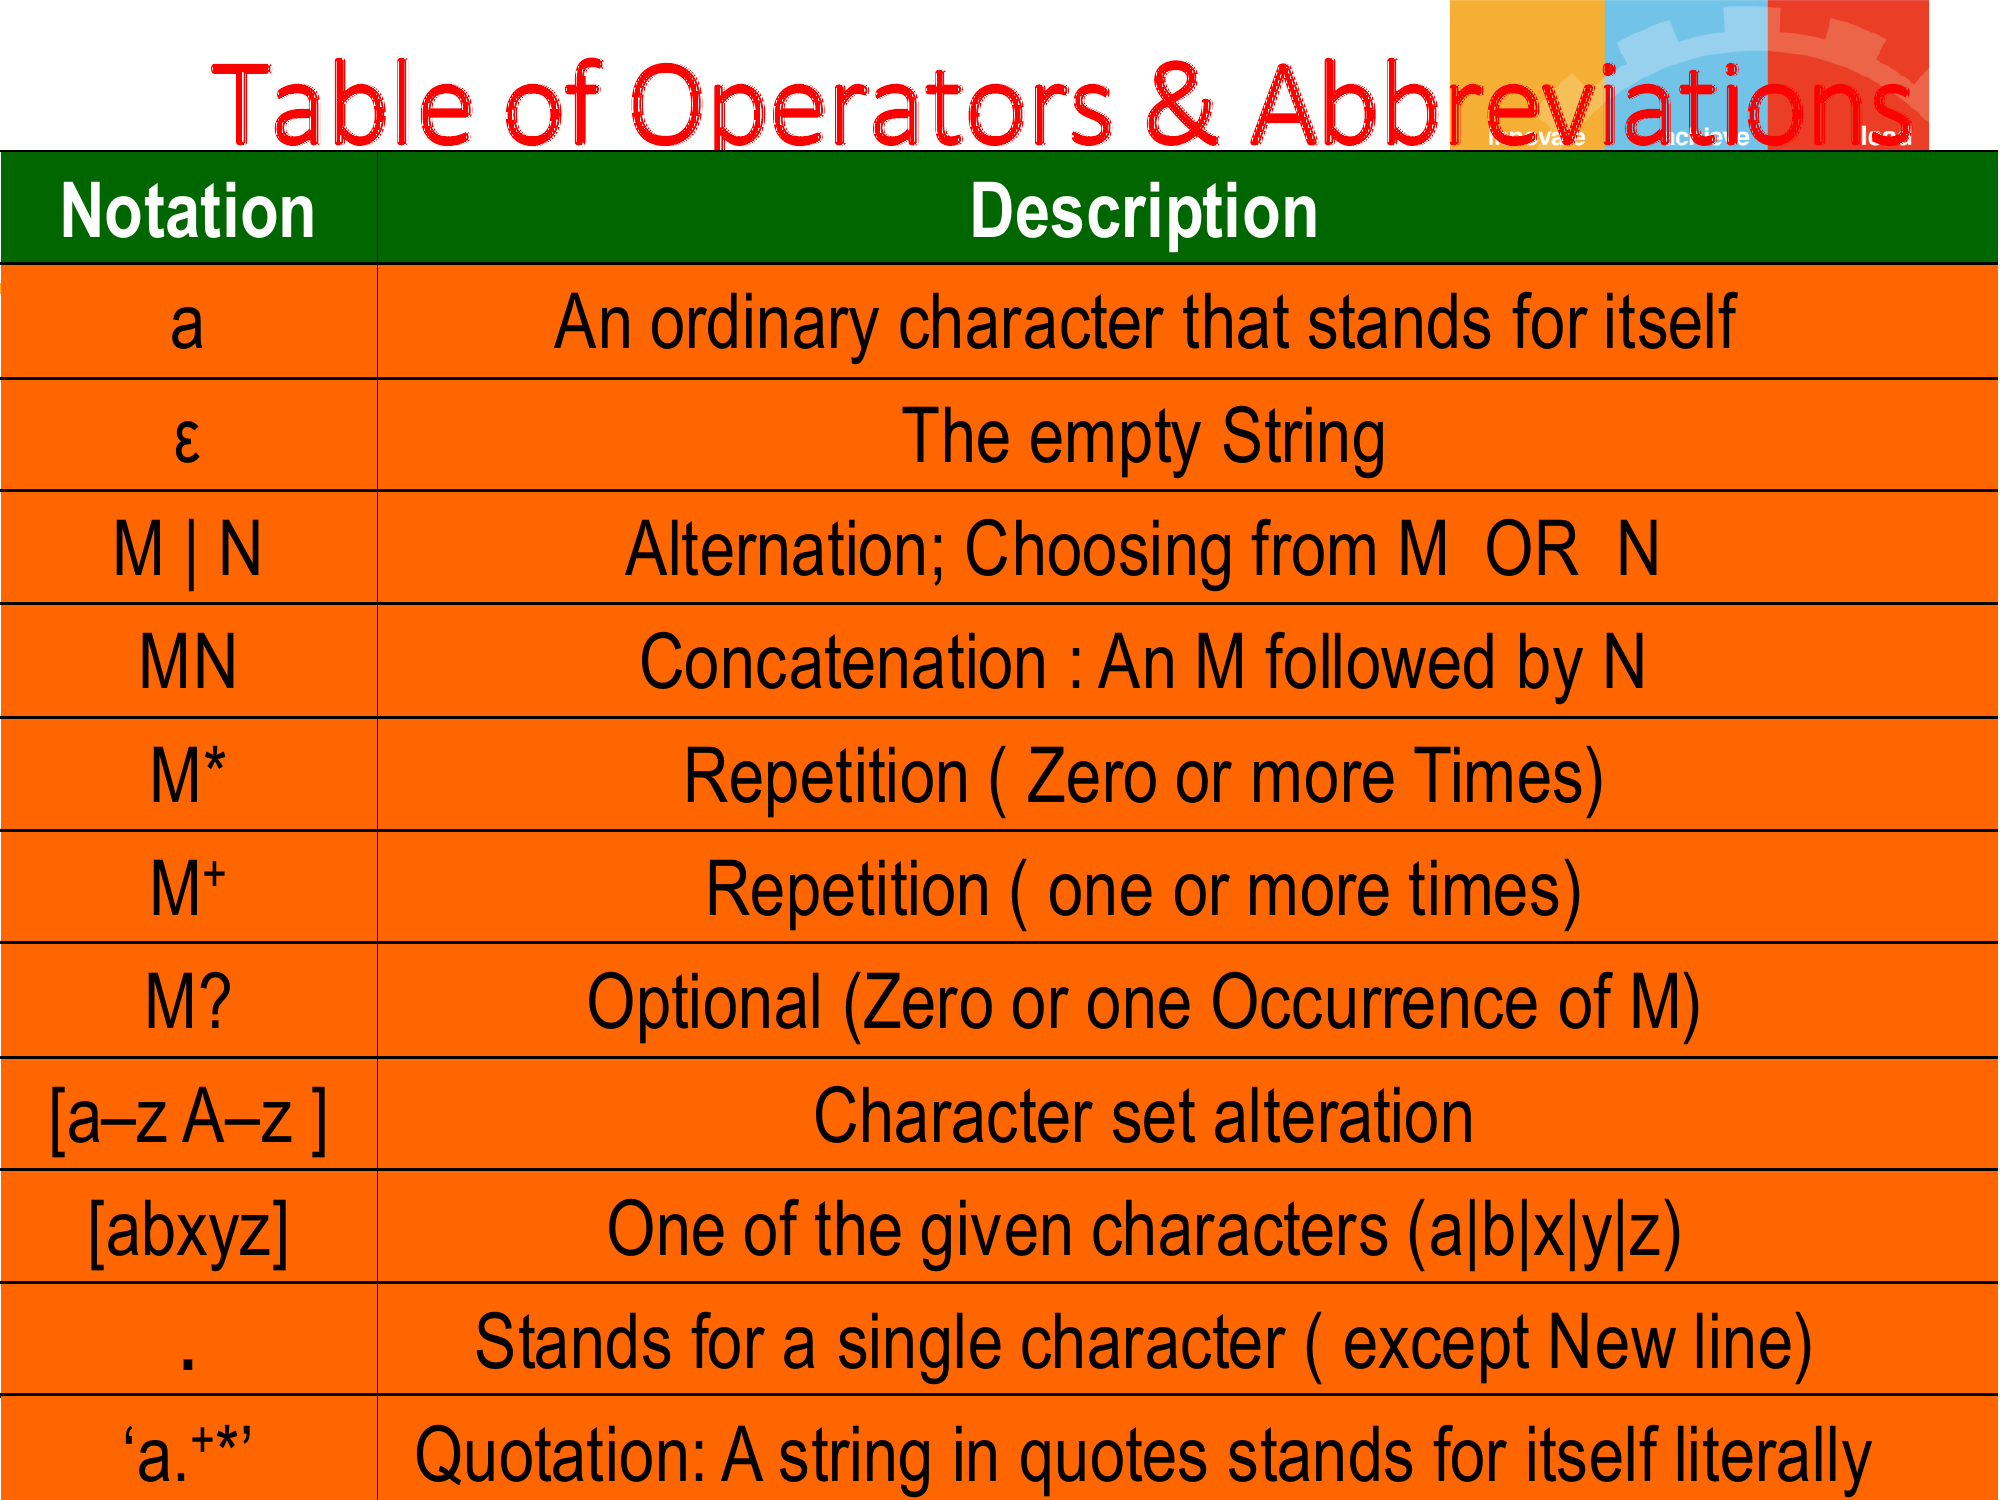 Table of Operators & Abbreviations
innovate achieve lead
Notation Description
a An ordinary character that stands for itself
ε The empty String
M | N Alternation; Choosing from M OR N
MN Concatenation : An M followed by N
M* Repetition ( Zero or more Times)
M⁺ Repetition ( one or more times)
M? Optional (Zero or one Occurrence of M)
[a–z A–z ] Character set alteration
[abxyz] One of the given characters (a|b|x|y|z)
. Stands for a single character ( except New line)
‘a.⁺*’ Quotation: A string in quotes stands for itself literally